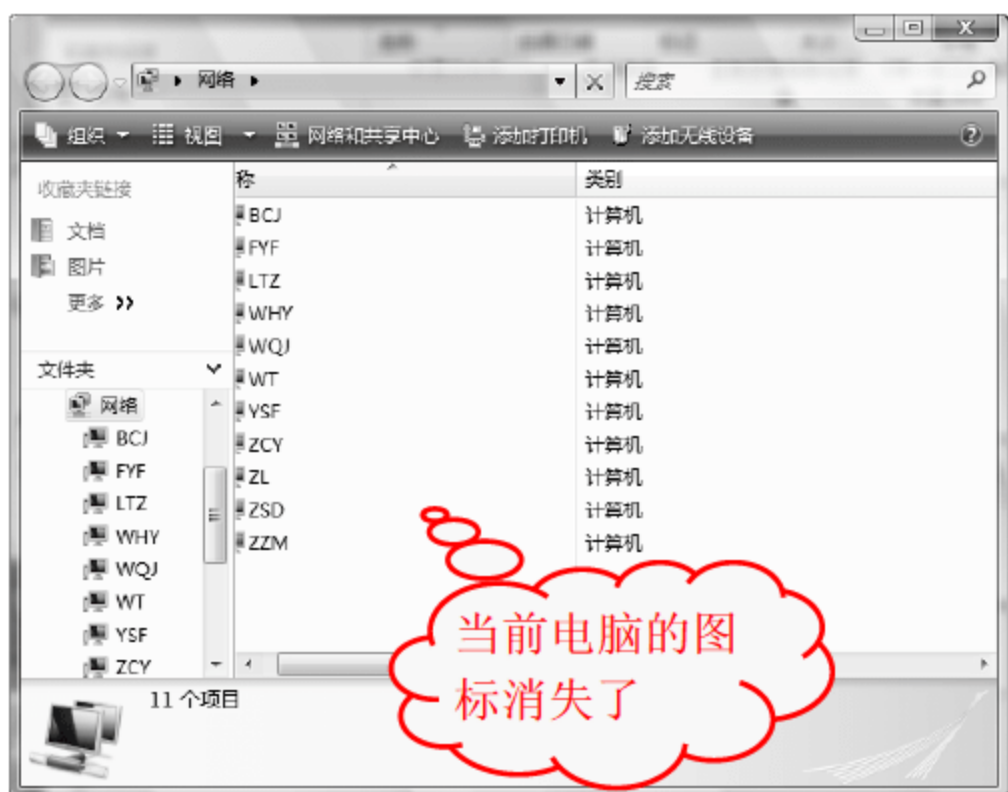 网络
搜索
组织 视图 网络和共享中心 添加打印机 添加无线设备
收藏夹链接
文档
图片
更多 >>
文件夹
网络
BCJ
FYF
LTZ
WHY
WQJ
WT
YSF
ZCY
称 类别
BCJ 计算机
FYF 计算机
LTZ 计算机
WHY 计算机
WQJ 计算机
WT 计算机
YSF 计算机
ZCY 计算机
ZL 计算机
ZSD 计算机
ZZM 计算机
当前电脑的图
标消失了
11 个项目